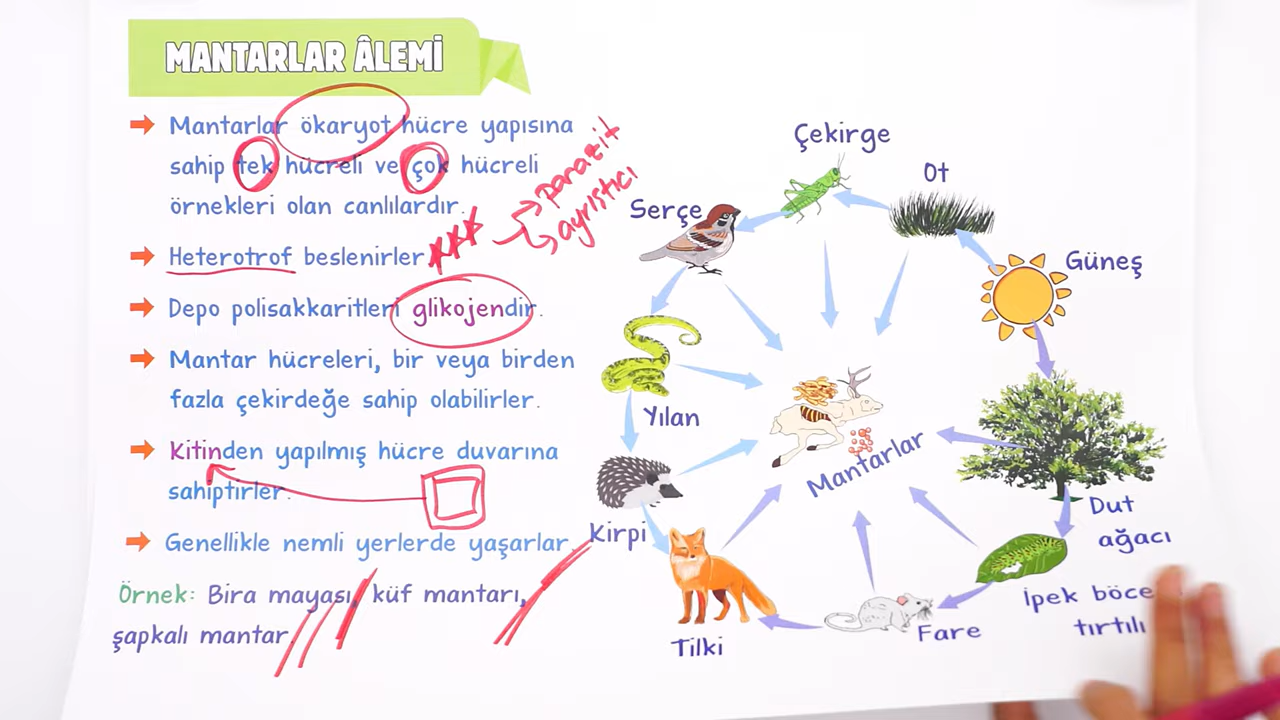 MANTARLAR ÂLEMİ
Mantarlar ökaryot hücre yapısına
sahip tek hücreli ve çok hücreli
örnekleri olan canlılardır.
Heterotrof beslenirler.
parazit
ayrıştırıcı
Depo polisakkaritleri glikojendir.
Mantar hücreleri, bir veya birden
fazla çekirdeğe sahip olabilirler.
Kitinden yapılmış hücre duvarına
sahiptirler.
Genellikle nemli yerlerde yaşarlar.
Örnek: Bira mayası, küf mantarı,
şapkalı mantar
Çekirge
Ot
Serçe
Güneş
Yılan
Mantarlar
Kirpi
Dut
ağacı
İpek böce
tırtılı
Fare
Tilki